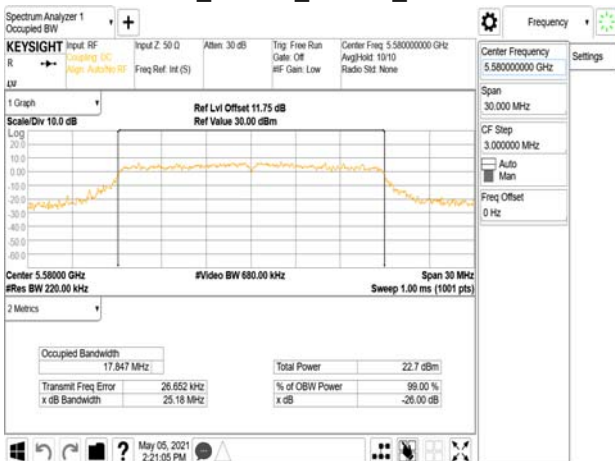 Spectrum Analyzer 1
Occupied BW
Frequency
KEYSIGHT
R
Input: RF
Coupling: DC
Align: Auto/No RF
Input Z: 50 Ω
Freq Ref: Int (S)
Atten: 30 dB
Trig: Free Run
Gate: Off
#IF Gain: Low
Center Freq: 5.580000000 GHz
Avg|Hold: 10/10
Radio Std: None
Center Frequency
5.580000000 GHz
Settings
Span
30.000 MHz
CF Step
3.000000 MHz
Auto
Man
Freq Offset
0 Hz
1 Graph
Scale/Div 10.0 dB
Ref Lvl Offset 11.75 dB
Ref Value 30.00 dBm
Log
20.0
10.0
0.00
-10.0
-20.0
-30.0
-40.0
-50.0
-60.0
Center 5.58000 GHz
#Video BW 680.00 kHz
Span 30 MHz
#Res BW 220.00 kHz
Sweep 1.00 ms (1001 pts)
2 Metrics
Occupied Bandwidth
17.847 MHz
Total Power 22.7 dBm
Transmit Freq Error 26.652 kHz
% of OBW Power 99.00 %
x dB Bandwidth 25.18 MHz
x dB -26.00 dB
?
May 05, 2021
2:21:05 PM